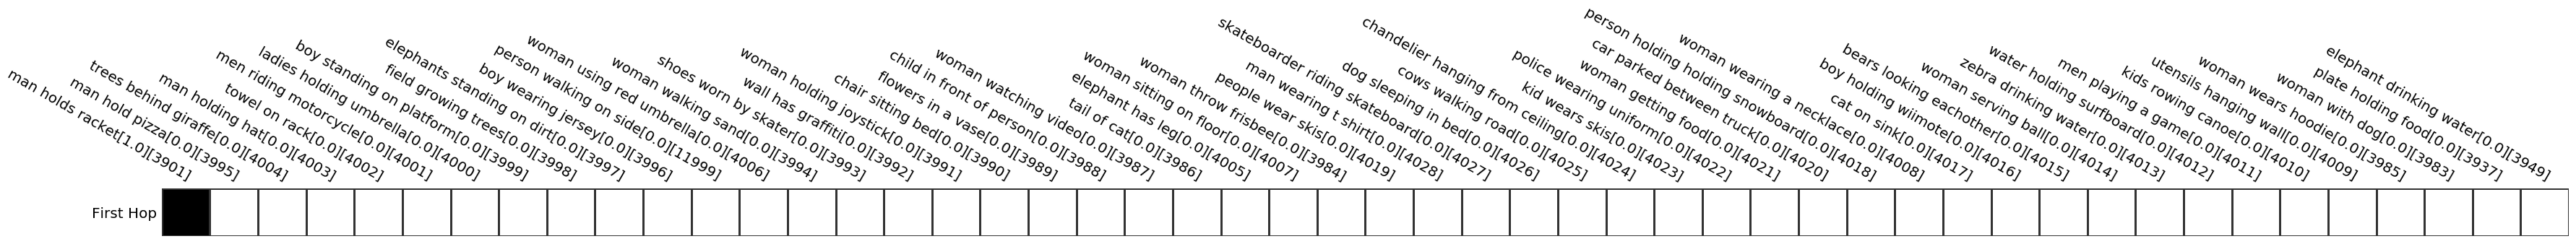 man holds racket[1.0][3901]
man hold pizza[0.0][3995]
trees behind giraffe[0.0][4004]
man holding hat[0.0][4003]
towel on rack[0.0][4002]
men riding motorcycle[0.0][4001]
ladies holding umbrella[0.0][4000]
boy standing on platform[0.0][3999]
field growing trees[0.0][3998]
elephants standing on dirt[0.0][3997]
boy wearing jersey[0.0][3996]
person walking on side[0.0][11999]
woman using red umbrella[0.0][4006]
woman walking sand[0.0][3994]
shoes worn by skater[0.0][3993]
wall has graffiti[0.0][3992]
woman holding joystick[0.0][3991]
chair sitting bed[0.0][3990]
flowers in a vase[0.0][3989]
child in front of person[0.0][3988]
woman watching video[0.0][3987]
tail of cat[0.0][3986]
elephant has leg[0.0][4005]
woman sitting on floor[0.0][4007]
woman throw frisbee[0.0][3984]
people wear skis[0.0][4019]
man wearing t shirt[0.0][4028]
skateboarder riding skateboard[0.0][4027]
dog sleeping in bed[0.0][4026]
cows walking road[0.0][4025]
chandelier hanging from ceiling[0.0][4024]
kid wears skis[0.0][4023]
police wearing uniform[0.0][4022]
woman getting food[0.0][4021]
car parked between truck[0.0][4020]
person holding holding snowboard[0.0][4018]
woman wearing a necklace[0.0][4008]
cat on sink[0.0][4017]
boy holding wiimote[0.0][4016]
bears looking eachother[0.0][4015]
woman serving ball[0.0][4014]
zebra drinking water[0.0][4013]
water holding surfboard[0.0][4012]
men playing a game[0.0][4011]
kids rowing canoe[0.0][4010]
utensils hanging wall[0.0][4009]
woman wears hoodie[0.0][3985]
woman with dog[0.0][3983]
plate holding food[0.0][3937]
elephant drinking water[0.0][3949]
First Hop